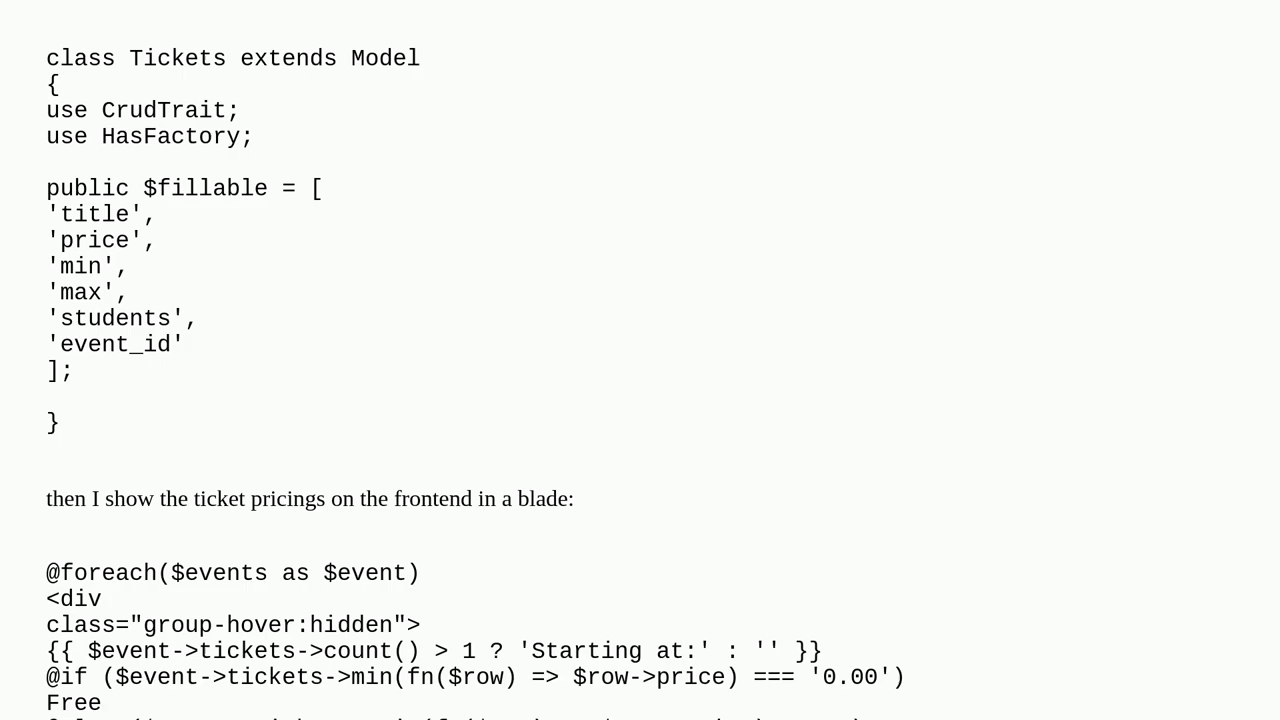 class Tickets extends Model
{
use CrudTrait;
use HasFactory;
public $fillable = [
'title',
'price',
'min',
'max',
'students',
'event_id'
];
}
then I show the ticket pricings on the frontend in a blade:
@foreach($events as $event)
<div
class="group-hover:hidden">
{{ $event->tickets->count() > 1 ? 'Starting at:' : '' }}
@if ($event->tickets->min(fn($row) => $row->price) === '0.00')
Free